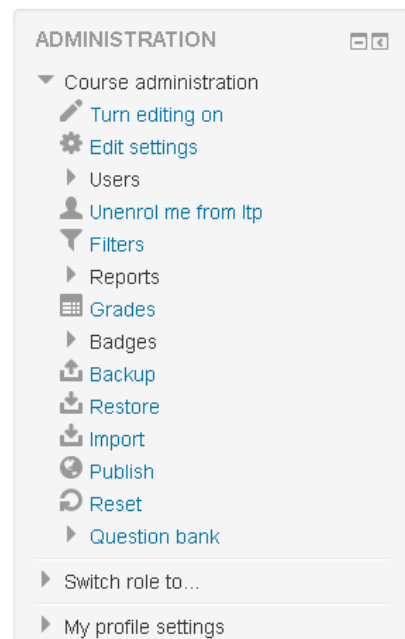 ADMINISTRATION
Course administration
Turn editing on
Edit settings
Users
Unenrol me from ltp
Filters
Reports
Grades
Badges
Backup
Restore
Import
Publish
Reset
Question bank
Switch role to...
My profile settings